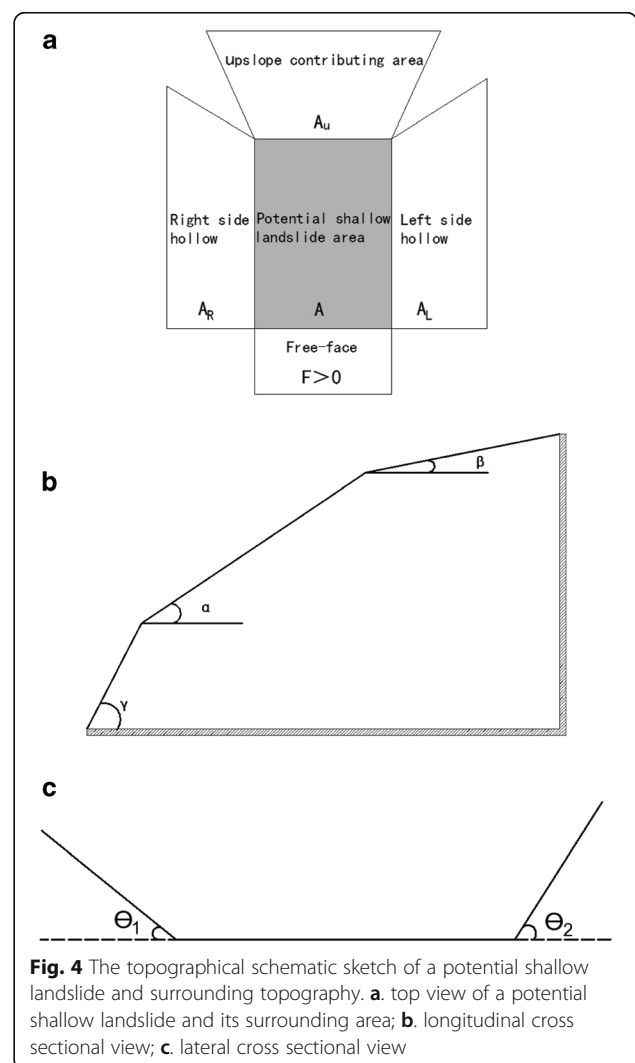 a
Upslope contributing area
Au
Right side Potential shallow Left side
hollow landslide area hollow
AR A AL
Free-face
F>0
b
β
α
γ
c
Θ1 Θ2
Fig. 4 The topographical schematic sketch of a potential shallow
landslide and surrounding topography. a. top view of a potential
shallow landslide and its surrounding area; b. longitudinal cross
sectional view; c. lateral cross sectional view